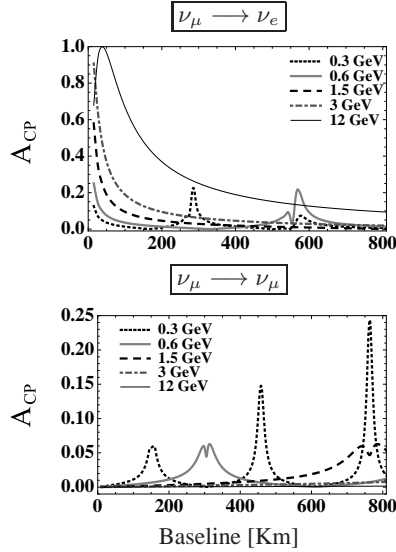 ν_μ ⟶ ν_e
A_CP
1.0
0.8
0.6
0.4
0.2
0.0
0.3 GeV
0.6 GeV
1.5 GeV
3 GeV
12 GeV
0 200 400 600 800
ν_μ ⟶ ν_μ
A_CP
0.25
0.20
0.15
0.10
0.05
0.00
0.3 GeV
0.6 GeV
1.5 GeV
3 GeV
12 GeV
0 200 400 600 800
Baseline [Km]